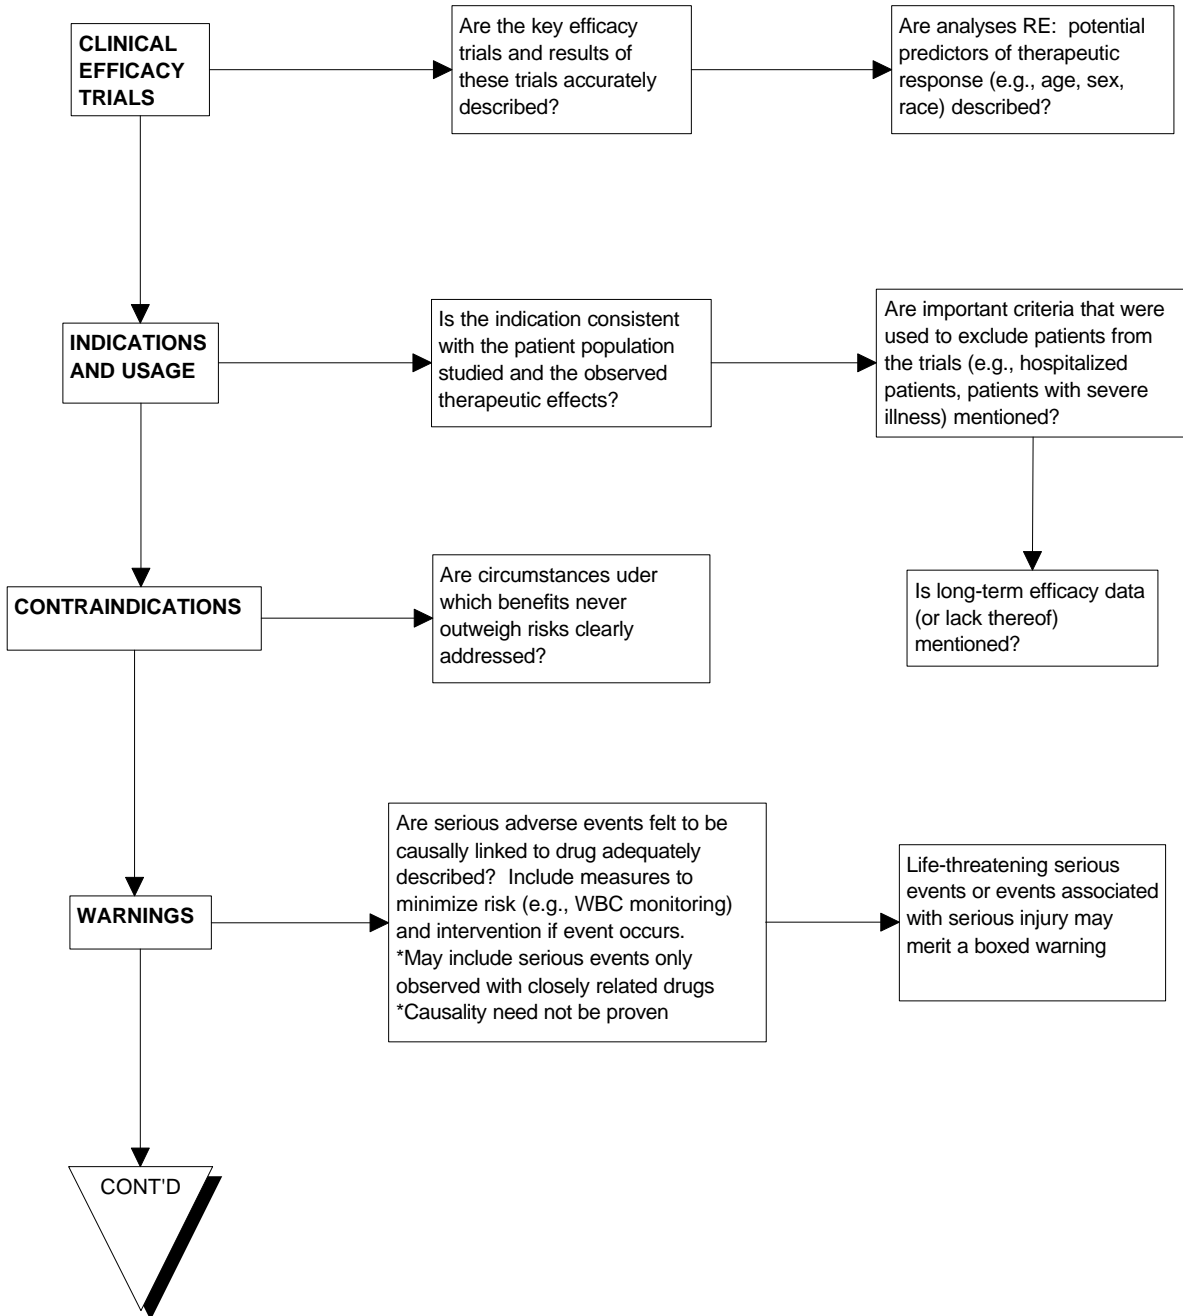 CLINICAL
EFFICACY
TRIALS
Are the key efficacy
trials and results of
these trials accurately
described?
Are analyses RE:  potential
predictors of therapeutic
response (e.g., age, sex,
race) described?
INDICATIONS
AND USAGE
Is the indication consistent
with the patient population
studied and the observed
therapeutic effects?
Are important criteria that were
used to exclude patients from
the trials (e.g., hospitalized
patients, patients with severe
illness) mentioned?
Is long-term efficacy data
(or lack thereof)
mentioned?
CONTRAINDICATIONS
Are circumstances uder
which benefits never
outweigh risks clearly
addressed?
WARNINGS
Are serious adverse events felt to be
causally linked to drug adequately
described?  Include measures to
minimize risk (e.g., WBC monitoring)
and intervention if event occurs.
*May include serious events only
observed with closely related drugs
*Causality need not be proven
Life-threatening serious
events or events associated
with serious injury may
merit a boxed warning
CONT'D